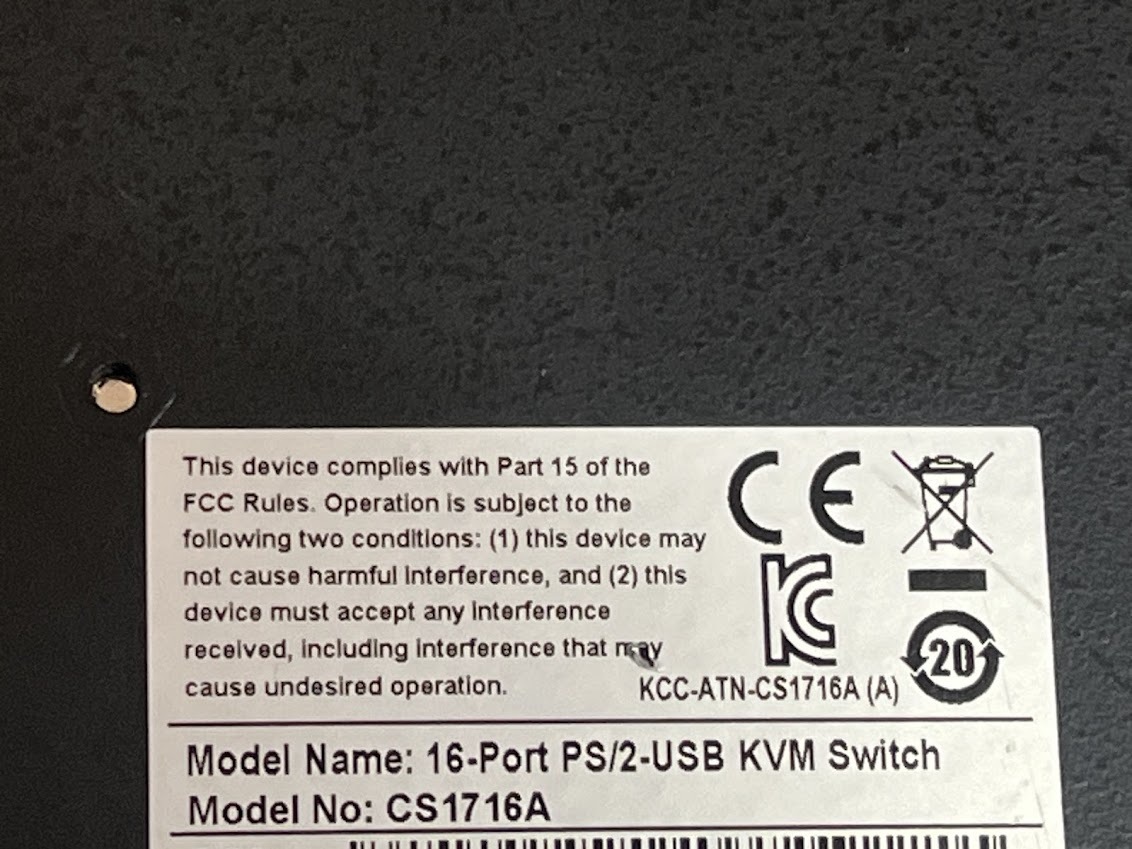 This device complies with Part 15 of the
FCC Rules. Operation is subject to the
following two conditions: (1) this device may
not cause harmful interference, and (2) this
device must accept any interference
received, including interference that may
cause undesired operation.
CE
KC
20
KCC-ATN-CS1716A (A)
Model Name: 16-Port PS/2-USB KVM Switch
Model No: CS1716A